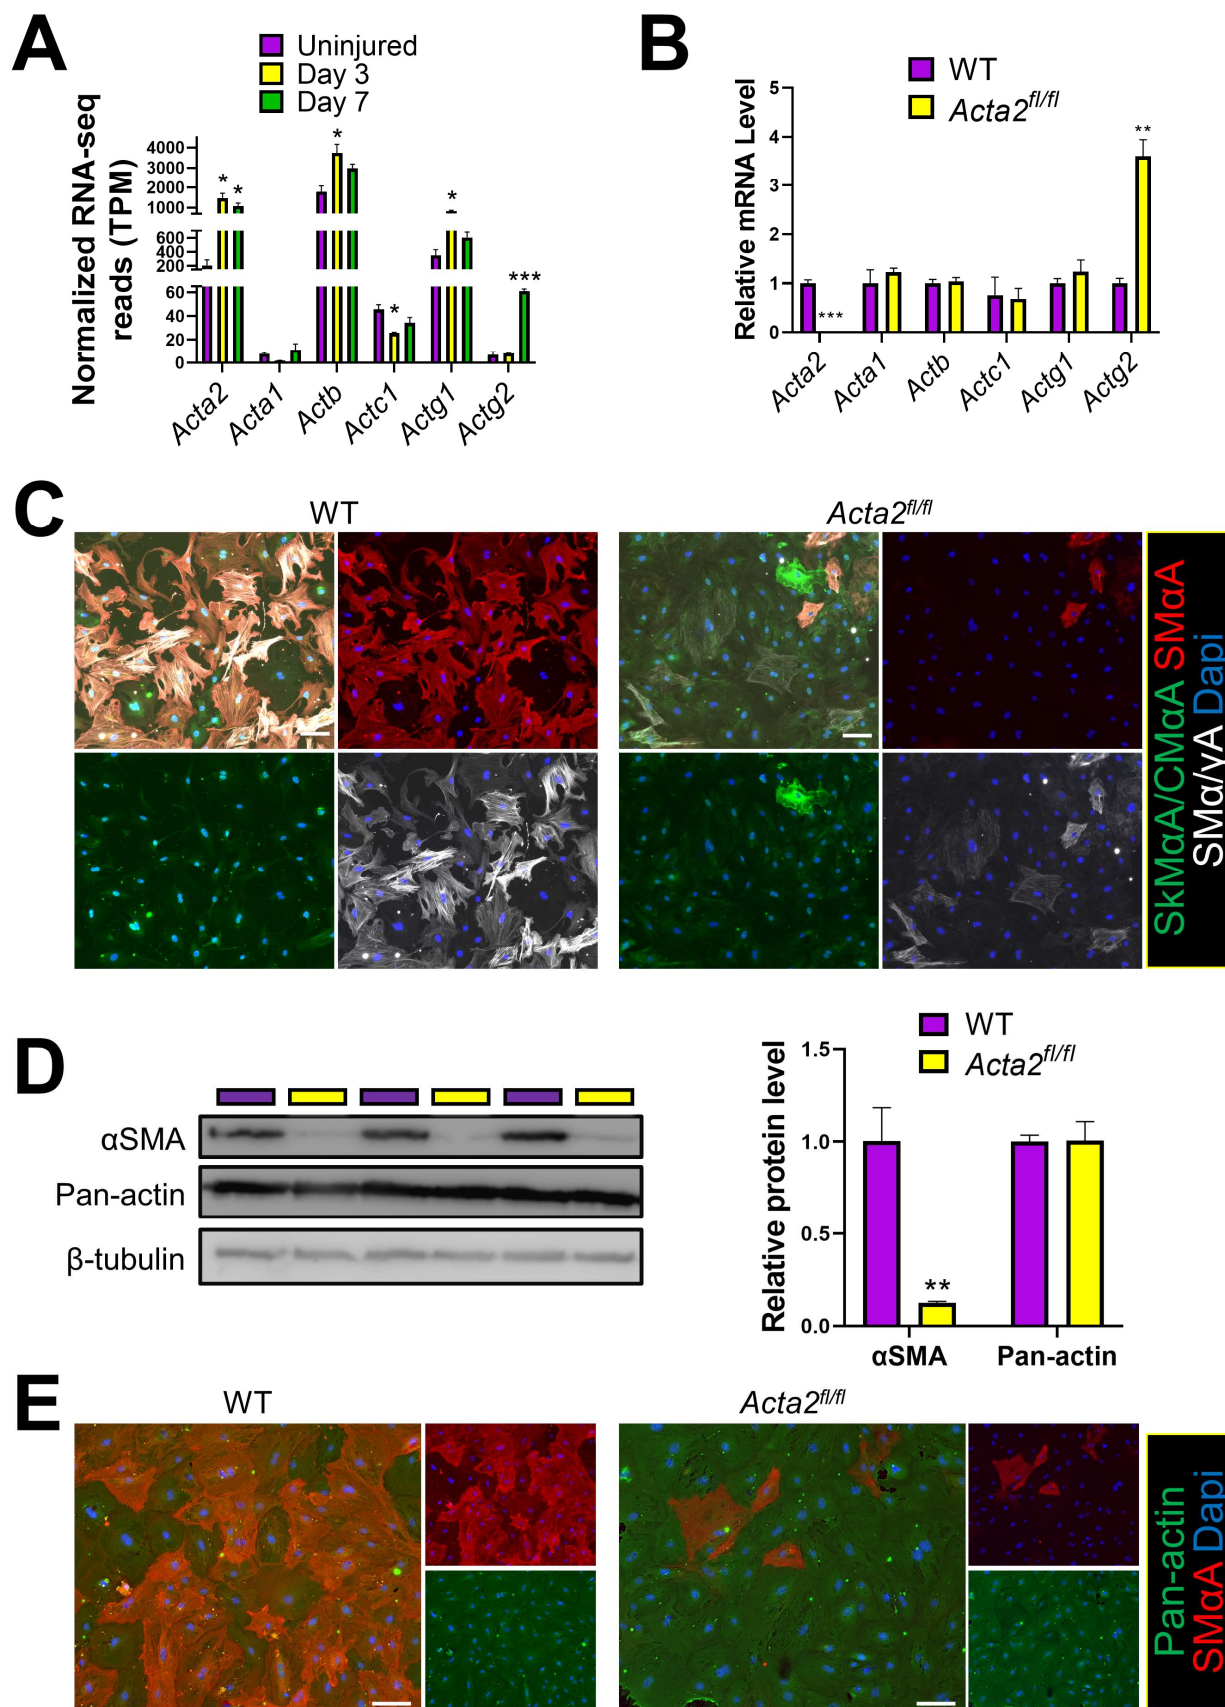 A
Uninjured
Day 3
Day 7
Normalized RNA-seq
reads (TPM)
4000
3000
2000
1000
600
400
200
60
40
20
0
* * * * * ***
Acta2 Acta1 Actb Actc1 Actg1 Actg2
B
WT
Acta2fl/fl
Relative mRNA Level
5
4
3
2
1
0
*** **
Acta2 Acta1 Actb Actc1 Actg1 Actg2
C
WT
Acta2fl/fl
SkMαA/CMαA SMαA
SMα/γA Dapi
D
αSMA
Pan-actin
β-tubulin
WT
Acta2fl/fl
Relative protein level
1.5
1.0
0.5
0.0
**
αSMA Pan-actin
E
WT
Acta2fl/fl
Pan-actin
SMαA Dapi